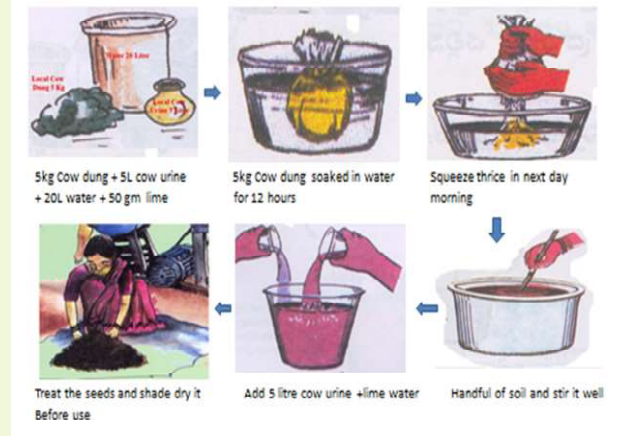 Water 20 Litre
Local Cow
Dung 5 Kg
5kg Cow dung + 5L cow urine
+ 20L water + 50 gm lime
5kg Cow dung soaked in water
for 12 hours
Squeeze thrice in next day
morning
Treat the seeds and shade dry it
Before use
Add 5 litre cow urine +lime water
Handful of soil and stir it well